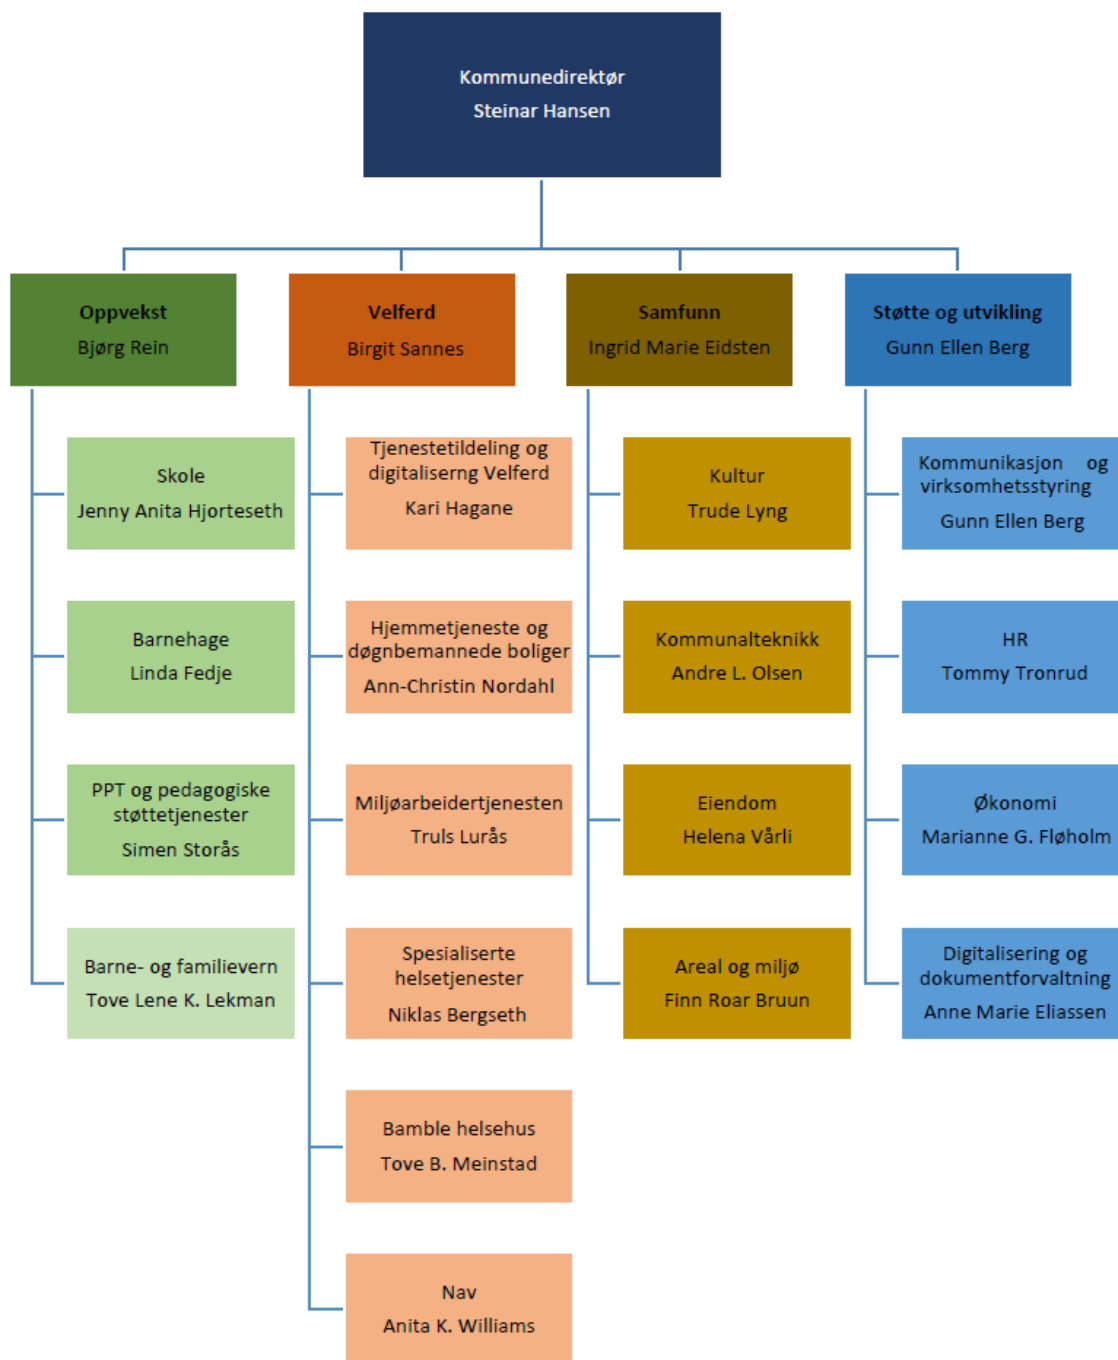 Kommunedirektør
Steinar Hansen
Oppvekst
Bjørg Rein
Velferd
Birgit Sannes
Samfunn
Ingrid Marie Eidsten
Støtte og utvikling
Gunn Ellen Berg
Skole
Jenny Anita Hjorteseth
Tjenestetildeling og
digitaliserng Velferd
Kari Hagane
Kultur
Trude Lyng
Kommunikasjon og
virksomhetsstyring
Gunn Ellen Berg
Barnehage
Linda Fedje
Hjemmetjeneste og
døgnbemannede boliger
Ann-Christin Nordahl
Kommunalteknikk
Andre L. Olsen
HR
Tommy Tronrud
PPT og pedagogiske
støttetjenester
Simen Storås
Miljøarbeidertjenesten
Truls Lurås
Eiendom
Helena Vårli
Økonomi
Marianne G. Fløholm
Barne- og familievern
Tove Lene K. Lekman
Spesialiserte
helsetjenester
Niklas Bergseth
Areal og miljø
Finn Roar Bruun
Digitalisering og
dokumentforvaltning
Anne Marie Eliassen
Bamble helsehus
Tove B. Meinstad
Nav
Anita K. Williams